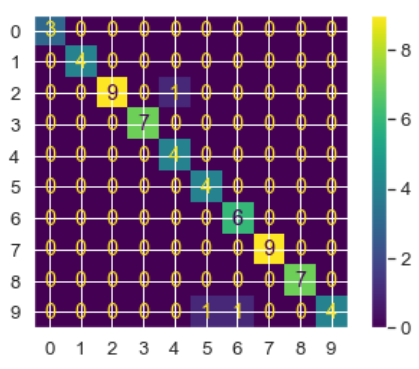 0 3 0 0 0 0 0 0 0 0 0
1 0 4 0 0 0 0 0 0 0 0
2 0 0 9 0 1 0 0 0 0 0
3 0 0 0 7 0 0 0 0 0 0
4 0 0 0 0 4 0 0 0 0 0
5 0 0 0 0 0 4 0 0 0 0
6 0 0 0 0 0 0 6 0 0 0
7 0 0 0 0 0 0 0 9 0 0
8 0 0 0 0 0 0 0 0 7 0
9 0 0 0 0 0 1 1 0 0 4
0 1 2 3 4 5 6 7 8 9
8
6
4
2
0